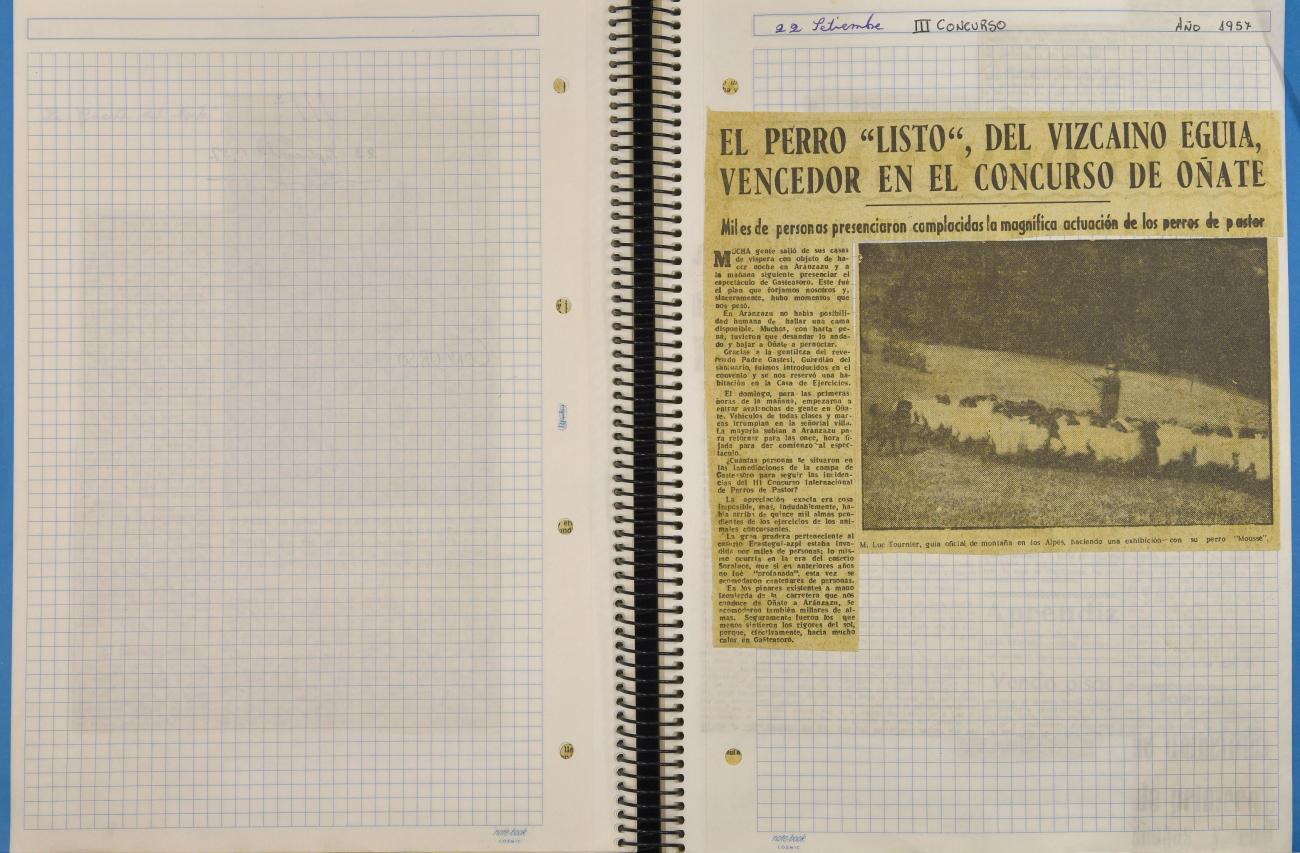 22 Setiembre III CONCURSO AÑO 1957
EL PERRO “LISTO“, DEL VIZCAINO EGUIA,
VENCEDOR EN EL CONCURSO DE OÑATE
Miles de personas presenciaron complacidas la magnífica actuación de los perros de pastor
MUCHA gente salió de sus casas
de víspera con objeto de ha-
cer noche en Aránzazu y a
la mañana siguiente presenciar el
espectáculo de Gasteasoro. Este fué
el plan que forjamos nosotros y,
sinceramente, hubo momentos que
nos pesó.
En Aránzazu no había posibili-
dad humana de hallar una cama
disponible. Muchos, con harta pe-
na, tuvieron que desandar lo anda-
do y bajar a Oñate a pernoctar.
Gracias a la gentileza del reve-
rendo Padre Gastesi, Guardián del
santuario, fuimos introducidos en el
convento y se nos reservó una ha-
bitación en la Casa de Ejercicios.
El domingo, para las primeras
horas de la mañana, empezaron a
entrar avalanchas de gente en Oña-
te. Vehículos de todas clases y mar-
cas irrumpían en la señorial villa.
La mayoría subían a Aránzazu pa-
ra retornar para las once, hora fi-
jada para dar comienzo al espec-
táculo.
¿Cuántas personas se situaron en
las inmediaciones de la campa de
Gasteasoro para seguir las inciden-
cias del III Concurso Internacional
de Perros de Pastor?
La apreciación exacta era cosa
imposible, mas, indudablemente, ha-
bía arriba de quince mil almas pen-
dientes de los ejercicios de los ani-
males concursantes.
La gran pradera perteneciente al
caserío Erastegui-azpi estaba inva-
dida por miles de personas; lo mis-
mo ocurría en la era del caserío
Soraluce, que si en anteriores años
no fué "profanada", esta vez se
acomodaron centenares de personas.
En los pinares existentes a mano
izquierda de la carretera que nos
conduce de Oñate a Aránzazu, se
acomodaron también millares de al-
mas. Seguramente fueron los que
menos sintieron los rigores del sol,
porque, efectivamente, hacía mucho
calor en Gasteasoro.
M. Luc Tournier, guía oficial de montaña en los Alpes, haciendo una exhibición con su perro "Mousse".
note-book
COSMIC
note-book
COSMIC